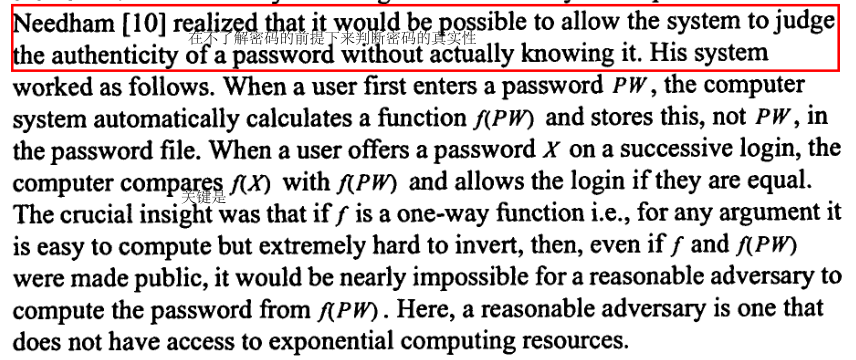 Needham [10] realized that it would be possible to allow the system to judge
在不了解密码的前提下来判断密码的真实性
the authenticity of a password without actually knowing it. His system
worked as follows. When a user first enters a password PW, the computer
system automatically calculates a function f(PW) and stores this, not PW, in
the password file. When a user offers a password X on a successive login, the
computer compares f(X) with f(PW) and allows the login if they are equal.
关键是
The crucial insight was that if f is a one-way function i.e., for any argument it
is easy to compute but extremely hard to invert, then, even if f and f(PW)
were made public, it would be nearly impossible for a reasonable adversary to
compute the password from f(PW). Here, a reasonable adversary is one that
does not have access to exponential computing resources.